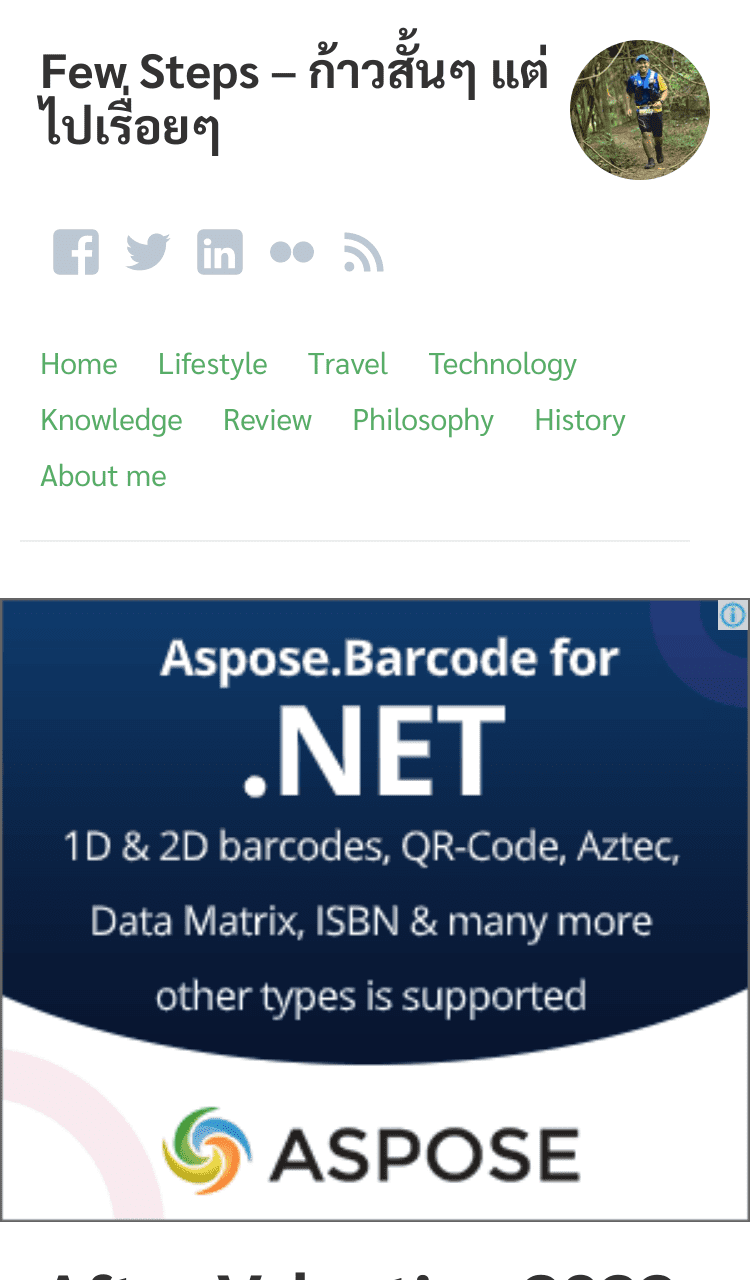 Few Steps – ก้าวสั้นๆ แต่
ไปเรื่อยๆ
Home Lifestyle Travel Technology
Knowledge Review Philosophy History
About me
Aspose.Barcode for
.NET
1D & 2D barcodes, QR-Code, Aztec,
Data Matrix, ISBN & many more
other types is supported
ASPOSE